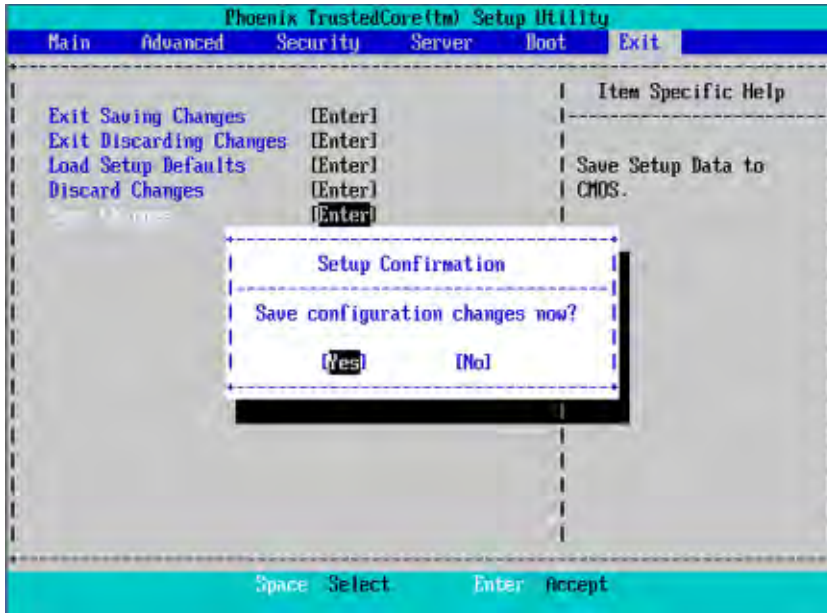 Phoenix TrustedCore(tm) Setup Utility
Main Advanced Security Server Boot Exit
Item Specific Help
Exit Saving Changes [Enter]
Exit Discarding Changes [Enter]
Load Setup Defaults [Enter]
Discard Changes [Enter]
[Enter]
Save Setup Data to
CMOS.
Setup Confirmation
Save configuration changes now?
[Yes] [No]
Space Select Enter Accept